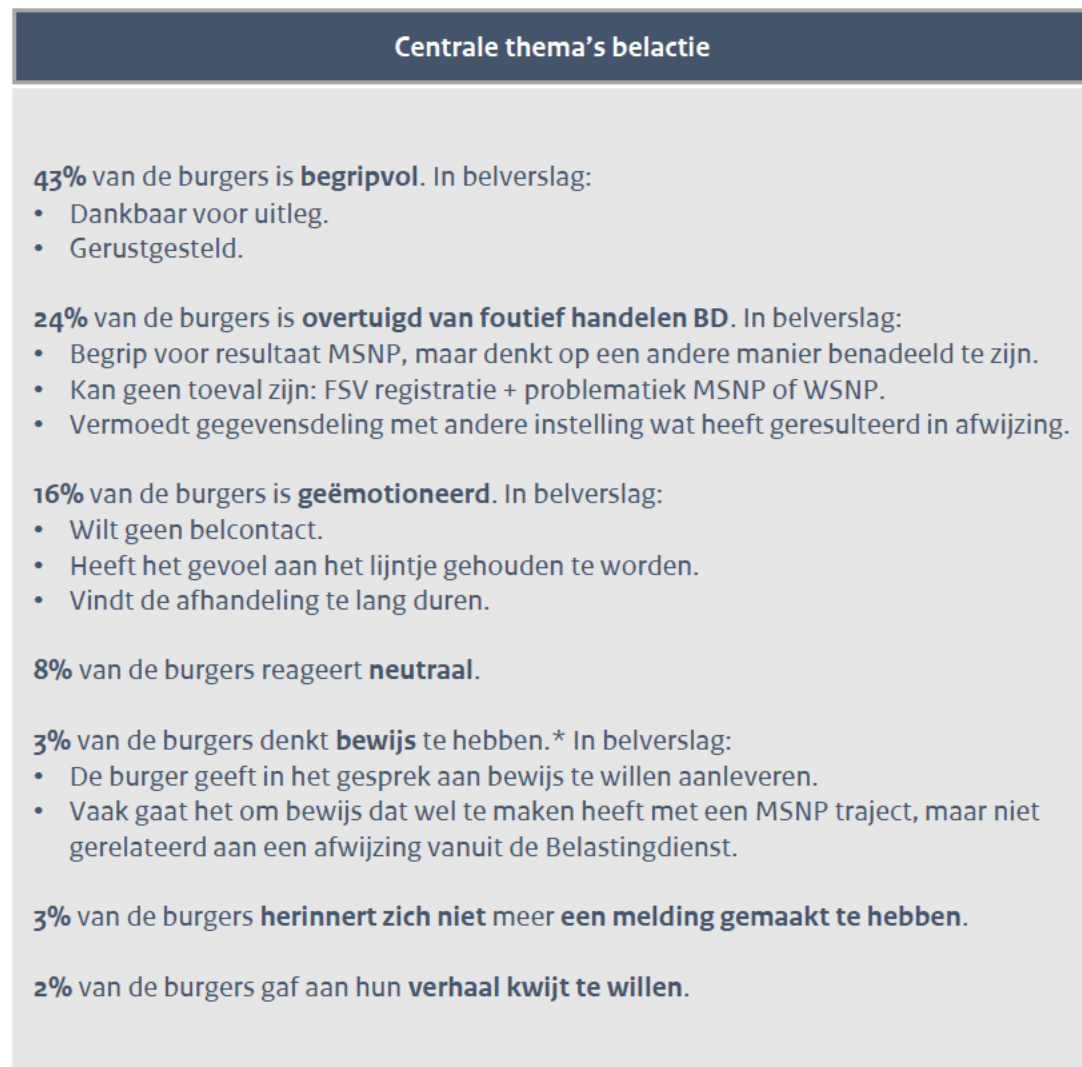 Centrale thema's belactie
43% van de burgers is begripvol. In belverslag:
• Dankbaar voor uitleg.
• Gerustgesteld.
24% van de burgers is overtuigd van foutief handelen BD. In belverslag:
• Begrip voor resultaat MSNP, maar denkt op een andere manier benadeeld te zijn.
• Kan geen toeval zijn: FSV registratie + problematiek MSNP of WSNP.
• Vermoedt gegevensdeling met andere instelling wat heeft geresulteerd in afwijzing.
16% van de burgers is geëmotioneerd. In belverslag:
• Wilt geen belcontact.
• Heeft het gevoel aan het lijntje gehouden te worden.
• Vindt de afhandeling te lang duren.
8% van de burgers reageert neutraal.
3% van de burgers denkt bewijs te hebben.* In belverslag:
• De burger geeft in het gesprek aan bewijs te willen aanleveren.
• Vaak gaat het om bewijs dat wel te maken heeft met een MSNP traject, maar niet
gerelateerd aan een afwijzing vanuit de Belastingdienst.
3% van de burgers herinnert zich niet meer een melding gemaakt te hebben.
2% van de burgers gaf aan hun verhaal kwijt te willen.